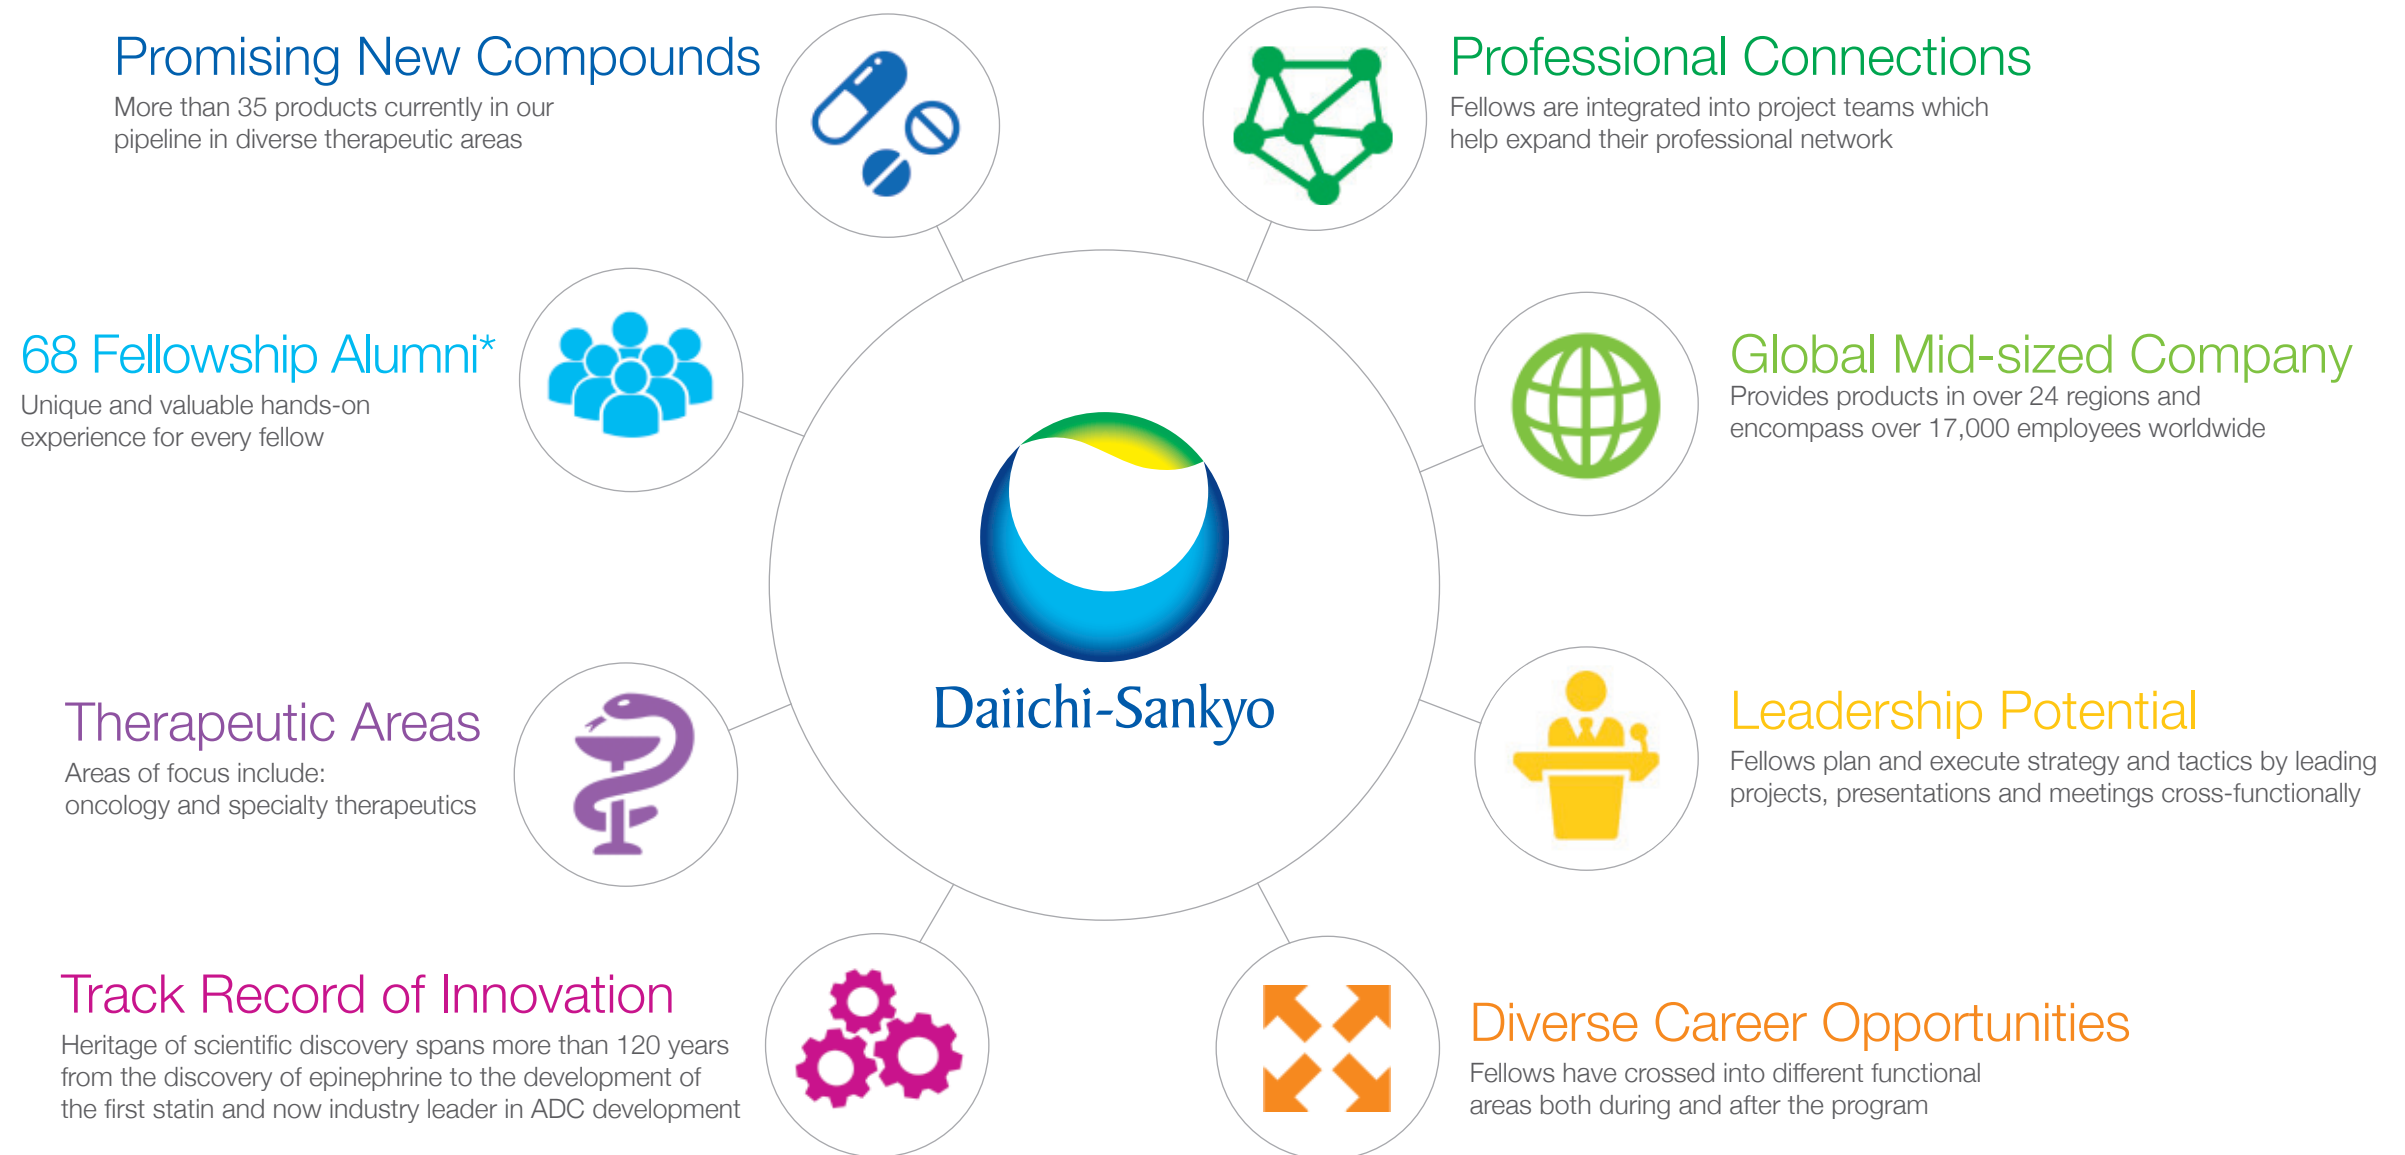 Promising New Compounds
More than 35 products currently in our
pipeline in diverse therapeutic areas
Professional Connections
Fellows are integrated into project teams which
help expand their professional network
68 Fellowship Alumni*
Unique and valuable hands-on
experience for every fellow
Global Mid-sized Company
Provides products in over 24 regions and
encompass over 17,000 employees worldwide
Daiichi-Sankyo
Therapeutic Areas
Areas of focus include:
oncology and specialty therapeutics
Leadership Potential
Fellows plan and execute strategy and tactics by leading
projects, presentations and meetings cross-functionally
Track Record of Innovation
Heritage of scientific discovery spans more than 120 years
from the discovery of epinephrine to the development of
the first statin and now industry leader in ADC development
Diverse Career Opportunities
Fellows have crossed into different functional
areas both during and after the program